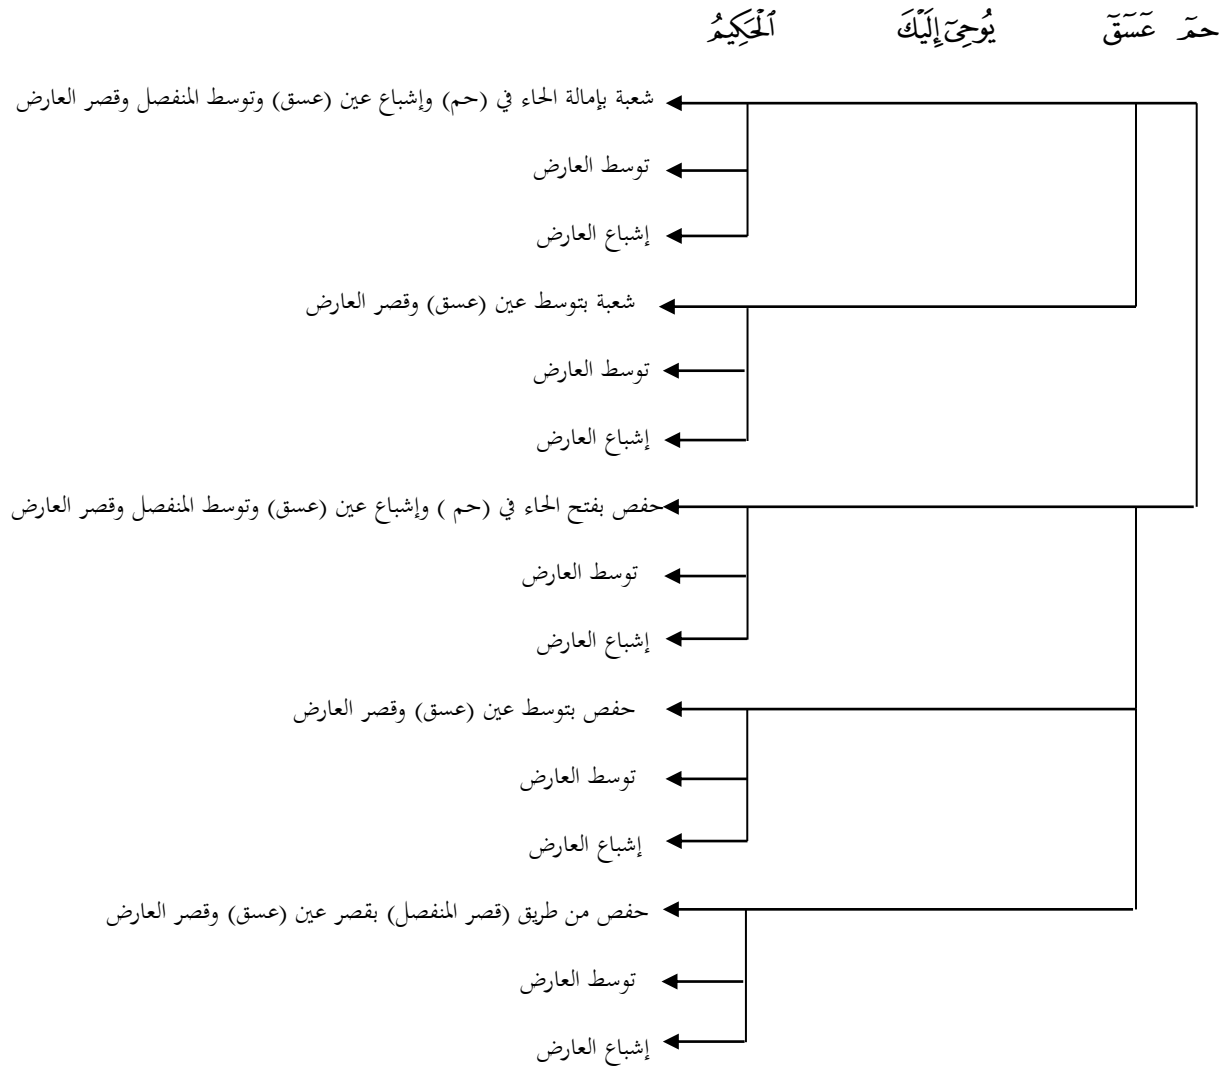 حمٓ عٓسٓقٓ يُوحِىٓ إِلَيْكَ ٱلْحَكِيمُ
شعبة بإمالة الحاء في (حم) وإشباع عين (عسق) وتوسط المنفصل وقصر العارض
توسط العارض
إشباع العارض
شعبة بتوسط عين (عسق) وقصر العارض
توسط العارض
إشباع العارض
حفص بفتح الحاء في (حم ) وإشباع عين (عسق) وتوسط المنفصل وقصر العارض
توسط العارض
إشباع العارض
حفص بتوسط عين (عسق) وقصر العارض
توسط العارض
إشباع العارض
حفص من طريق (قصر المنفصل) بقصر عين (عسق) وقصر العارض
توسط العارض
إشباع العارض